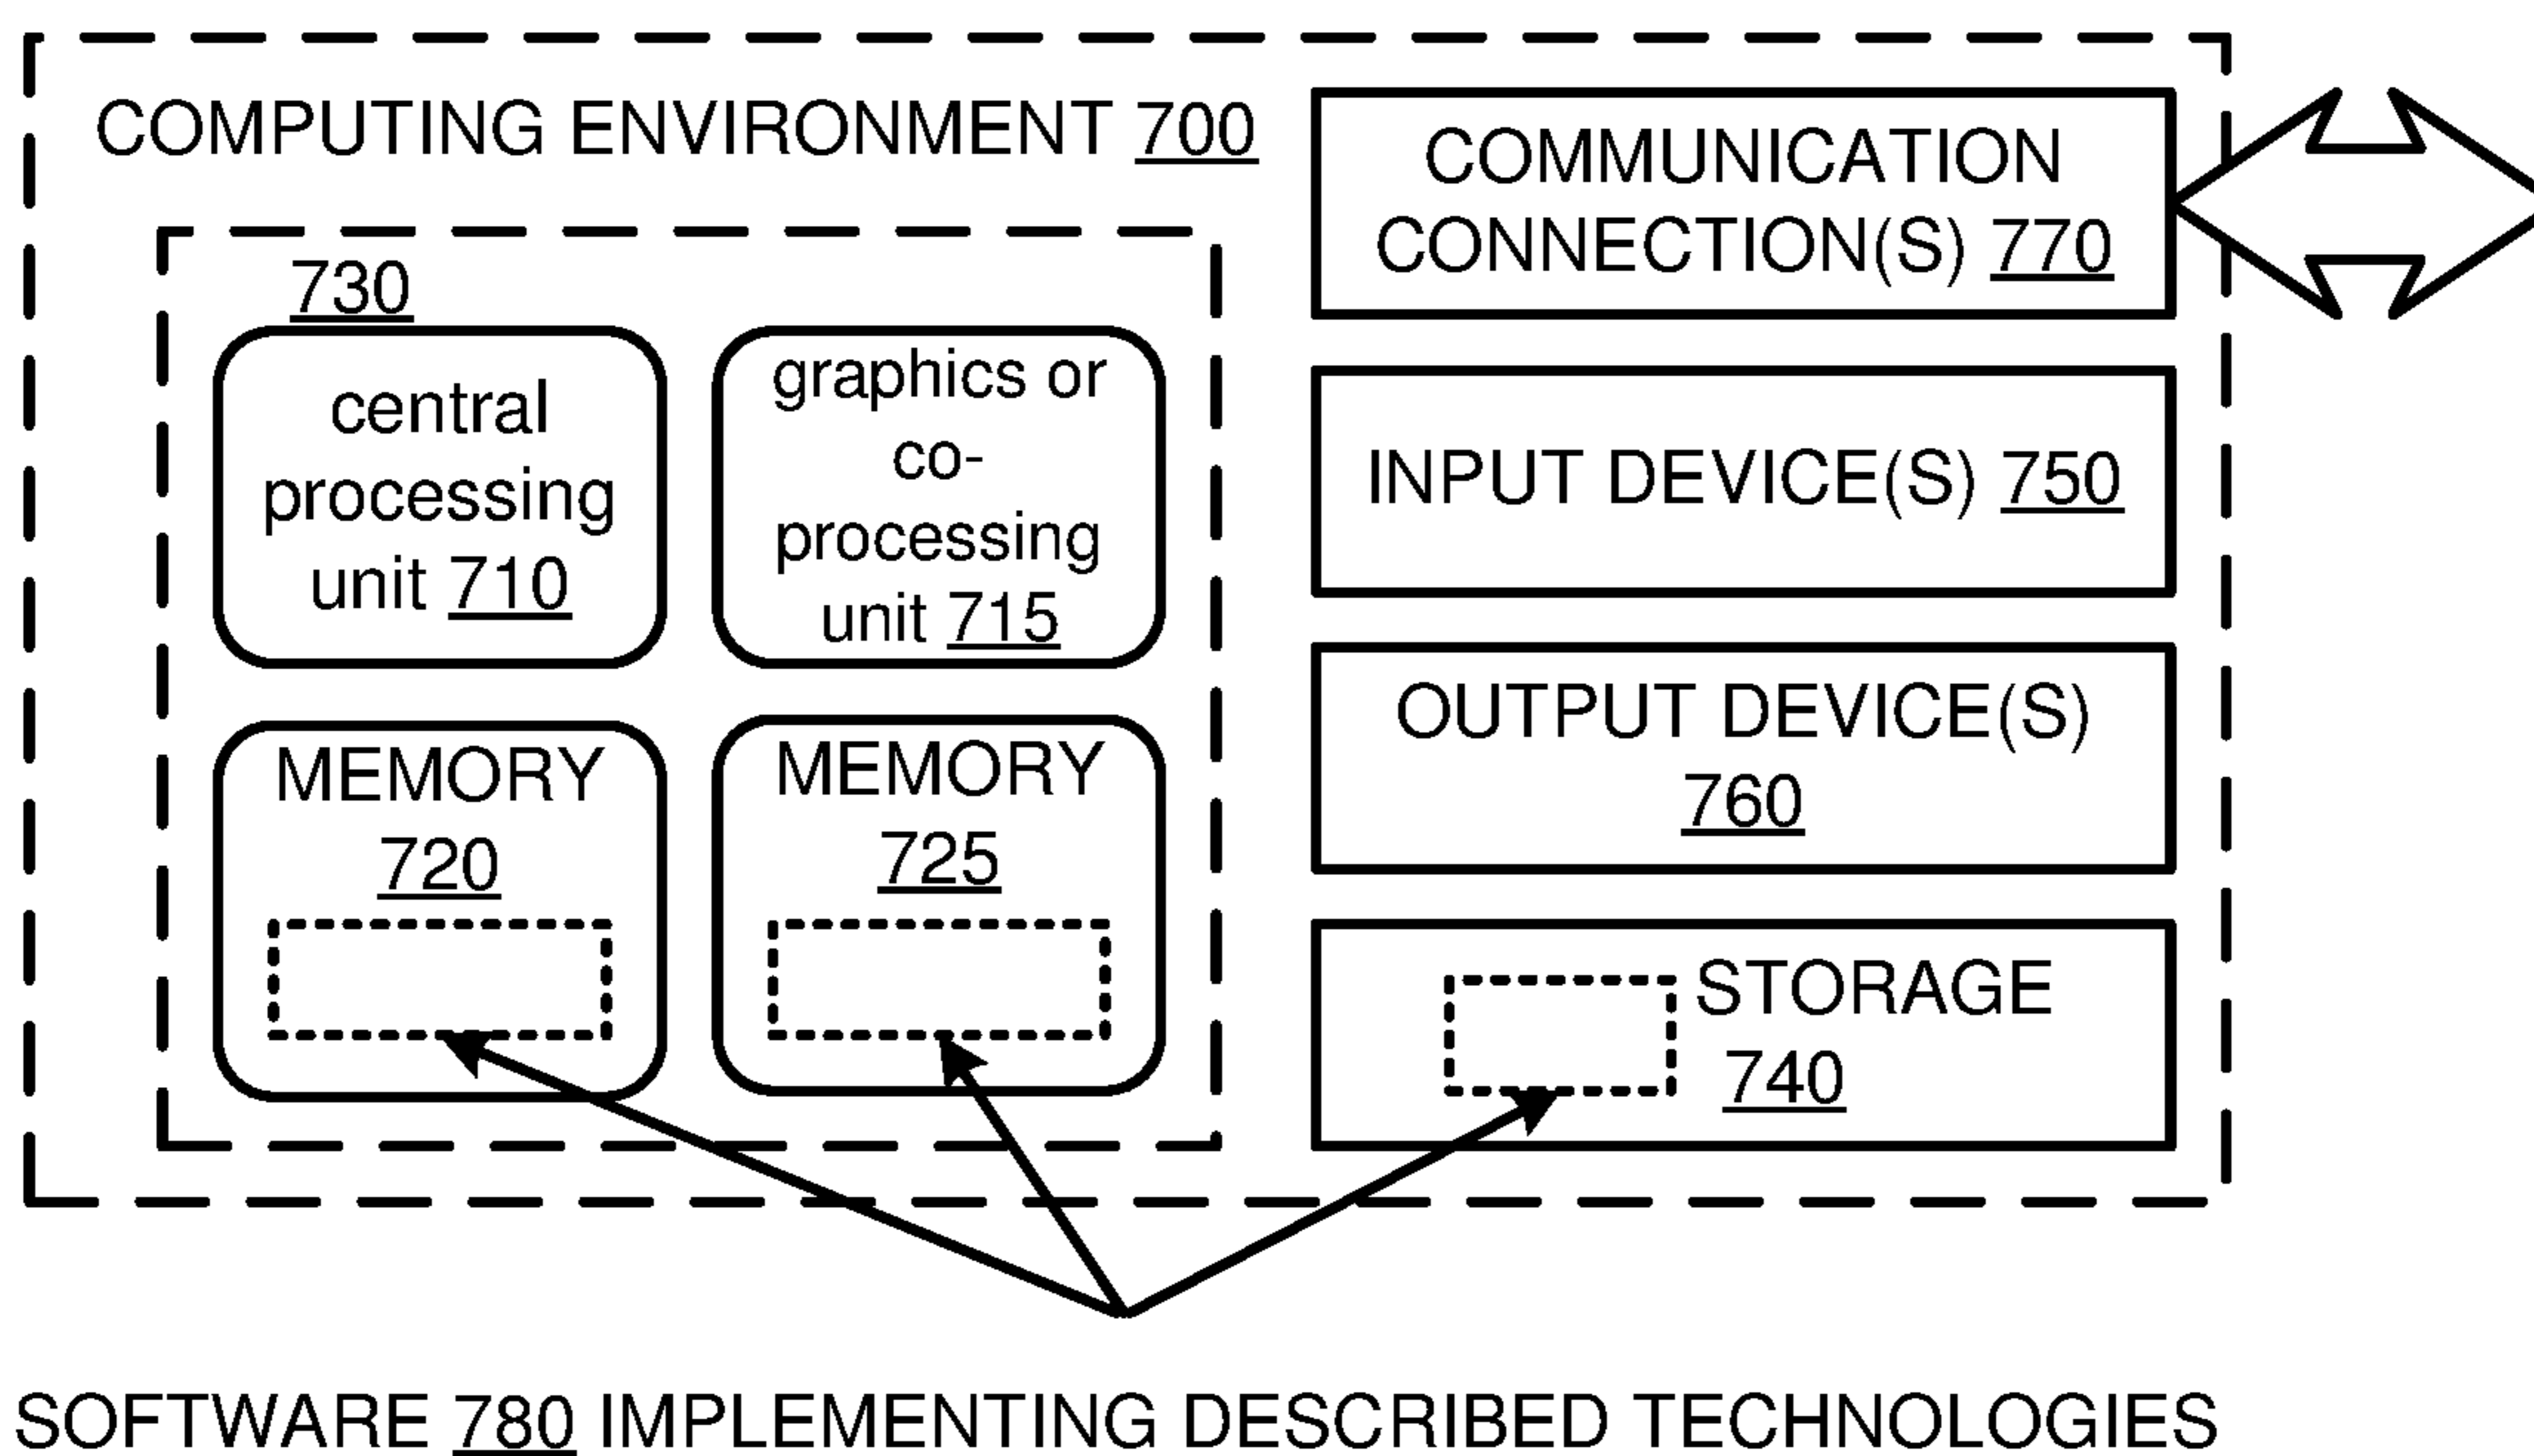 COMPUTING ENVIRONMENT 700
730
central
processing
unit 710
graphics or
co-
processing
unit 715
MEMORY
720
MEMORY
725
COMMUNICATION
CONNECTION(S) 770
INPUT DEVICE(S) 750
OUTPUT DEVICE(S)
760
STORAGE
740
SOFTWARE 780 IMPLEMENTING DESCRIBED TECHNOLOGIES